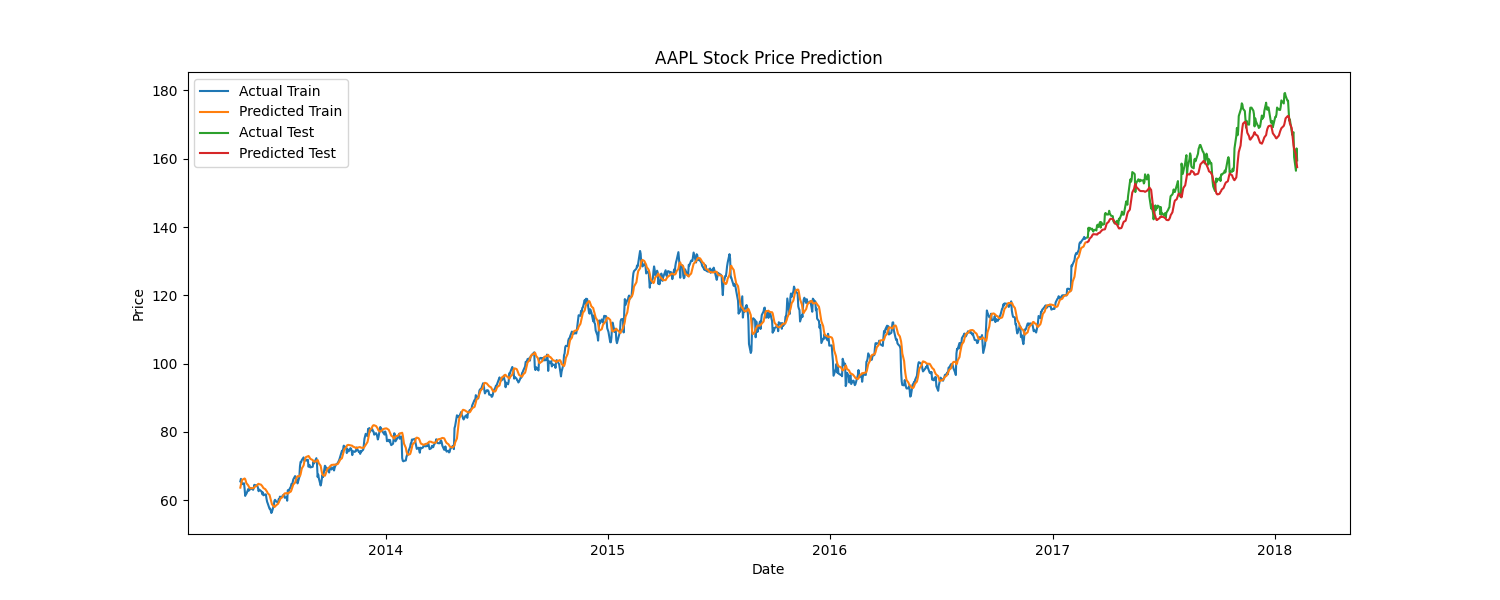 AAPL Stock Price Prediction
Actual Train
Predicted Train
Actual Test
Predicted Test
Price
180
160
140
120
100
80
60
2014 2015 2016 2017 2018
Date